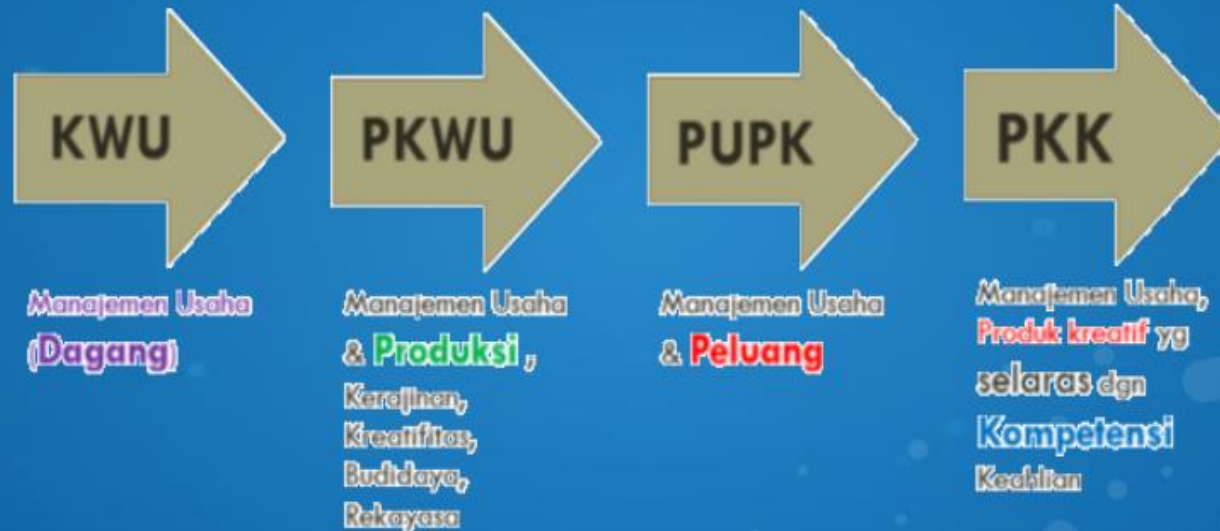 KWU
Manajemen Usaha
(Dagang)
PKWU
Manajemen Usaha
& Produksi ,
Kerajinan,
Kreatifitas,
Budidaya,
Rekayasa
PUPK
Manajemen Usaha
& Peluang
PKK
Manajemen Usaha,
Produk kreatif yg
selaras dgn
Kompetensi
Keahlian